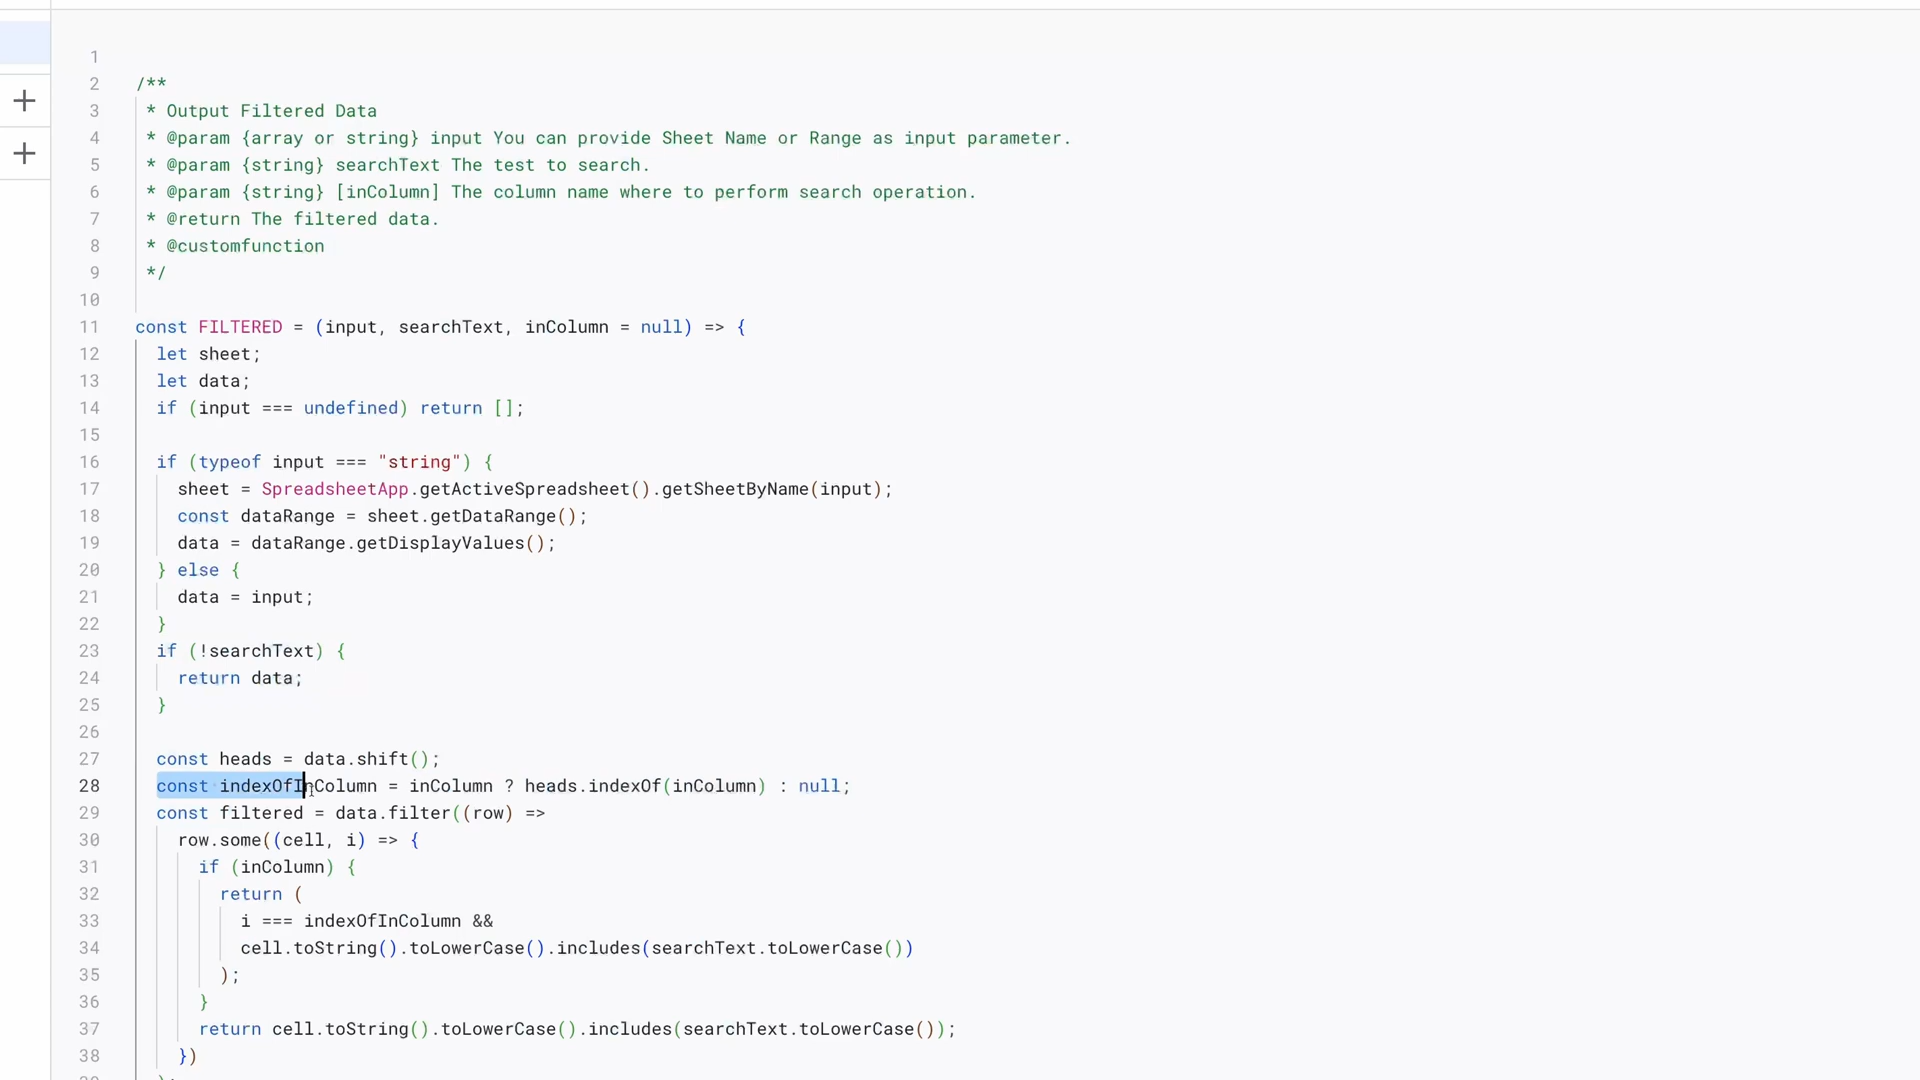 1
2 /**
3 * Output Filtered Data
4 * @param {array or string} input You can provide Sheet Name or Range as input parameter.
5 * @param {string} searchText The test to search.
6 * @param {string} [inColumn] The column name where to perform search operation.
7 * @return The filtered data.
8 * @customfunction
9 */
10
11 const FILTERED = (input, searchText, inColumn = null) => {
12 let sheet;
13 let data;
14 if (input === undefined) return [];
15
16 if (typeof input === "string") {
17 sheet = SpreadsheetApp.getActiveSpreadsheet().getSheetByName(input);
18 const dataRange = sheet.getDataRange();
19 data = dataRange.getDisplayValues();
20 } else {
21 data = input;
22 }
23 if (!searchText) {
24 return data;
25 }
26
27 const heads = data.shift();
28 const indexOfInColumn = inColumn ? heads.indexOf(inColumn) : null;
29 const filtered = data.filter((row) =>
30 row.some((cell, i) => {
31 if (inColumn) {
32 return (
33 i === indexOfInColumn &&
34 cell.toString().toLowerCase().includes(searchText.toLowerCase())
35 );
36 }
37 return cell.toString().toLowerCase().includes(searchText.toLowerCase());
38 })